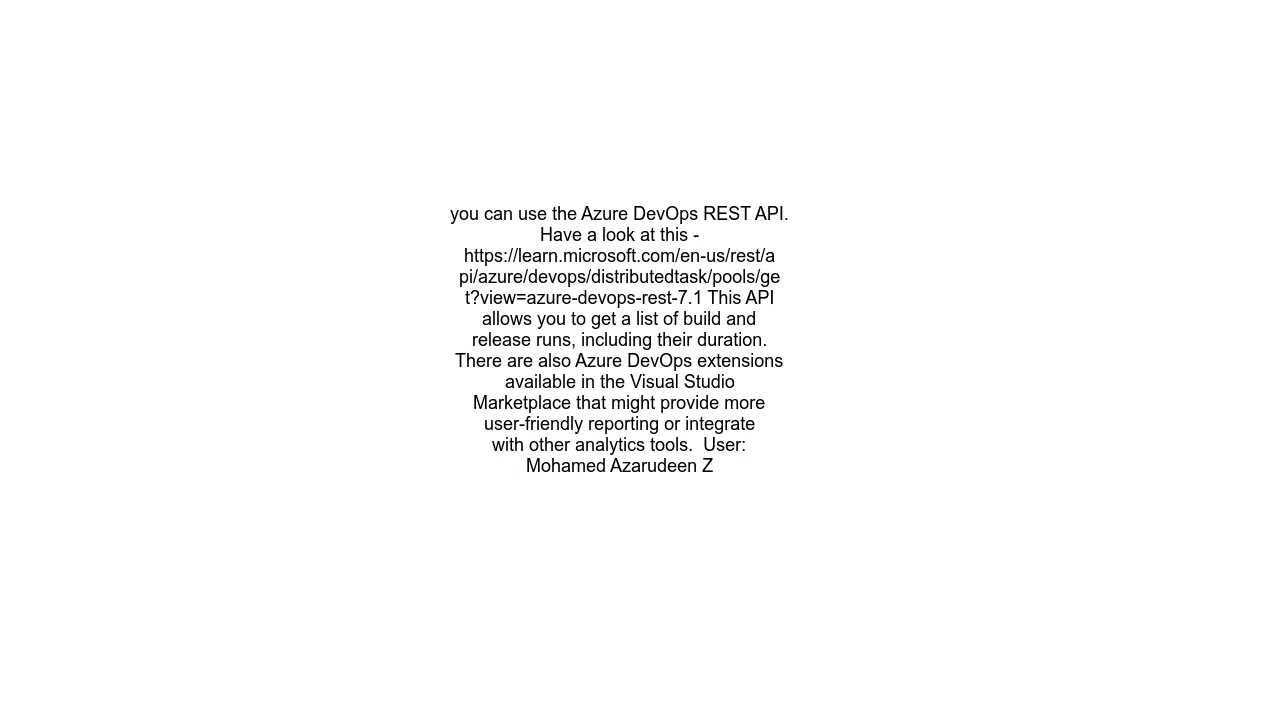 you can use the Azure DevOps REST API.
Have a look at this -
https://learn.microsoft.com/en-us/rest/a
pi/azure/devops/distributedtask/pools/ge
t?view=azure-devops-rest-7.1 This API
allows you to get a list of build and
release runs, including their duration.
There are also Azure DevOps extensions
available in the Visual Studio
Marketplace that might provide more
user-friendly reporting or integrate
with other analytics tools.  User:
Mohamed Azarudeen Z